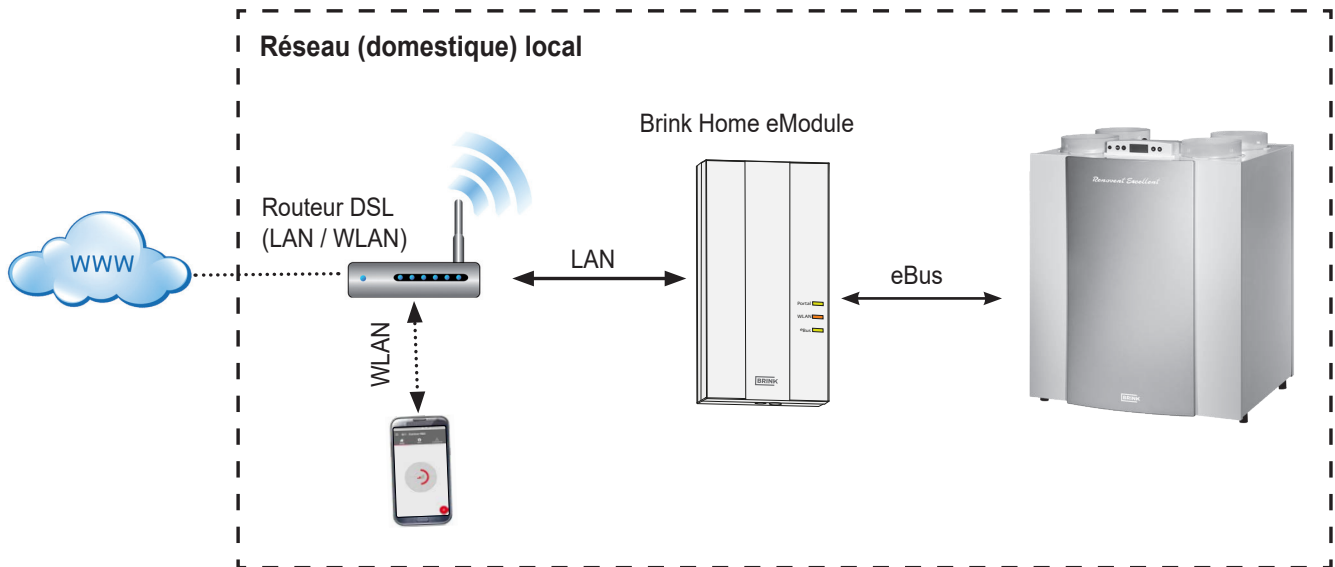 Réseau (domestique) local
Brink Home eModule
Renovent Excellent
Routeur DSL
(LAN / WLAN)
WWW
LAN
eBus
Portal
WLAN
eBus
WLAN
BRINK
BRINK